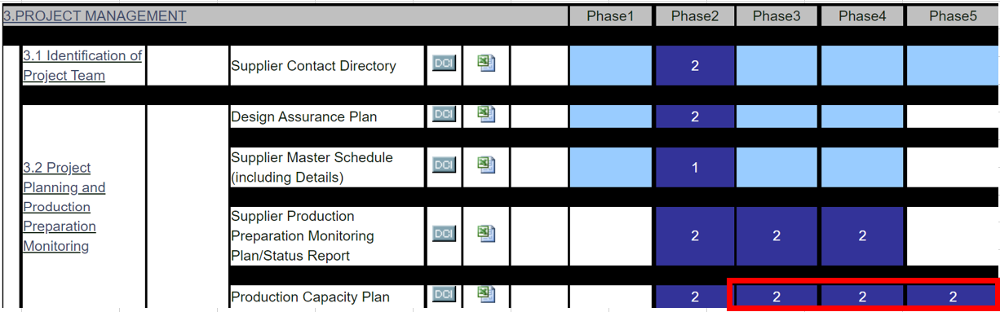 3.PROJECT MANAGEMENT Phase1 Phase2 Phase3 Phase4 Phase5
3.1 Identification of
Project Team
Supplier Contact Directory DCI 2
3.2 Project
Planning and
Production
Preparation
Monitoring
Design Assurance Plan DCI 2
Supplier Master Schedule
(including Details) DCI 1
Supplier Production
Preparation Monitoring
Plan/Status Report DCI 2 2 2
Production Capacity Plan DCI 2 2 2 2